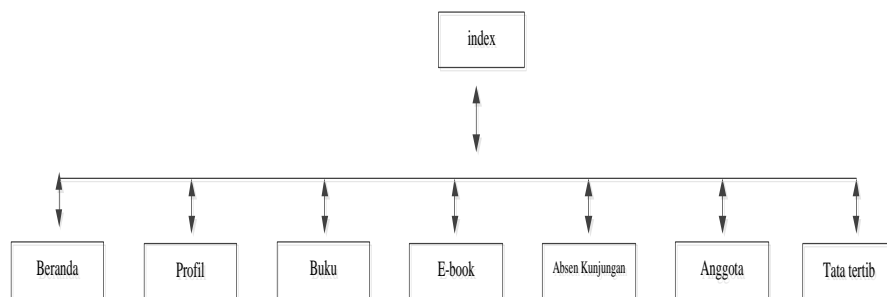 index
Beranda
Profil
Buku
E-book
Absen Kunjungan
Anggota
Tata tertib